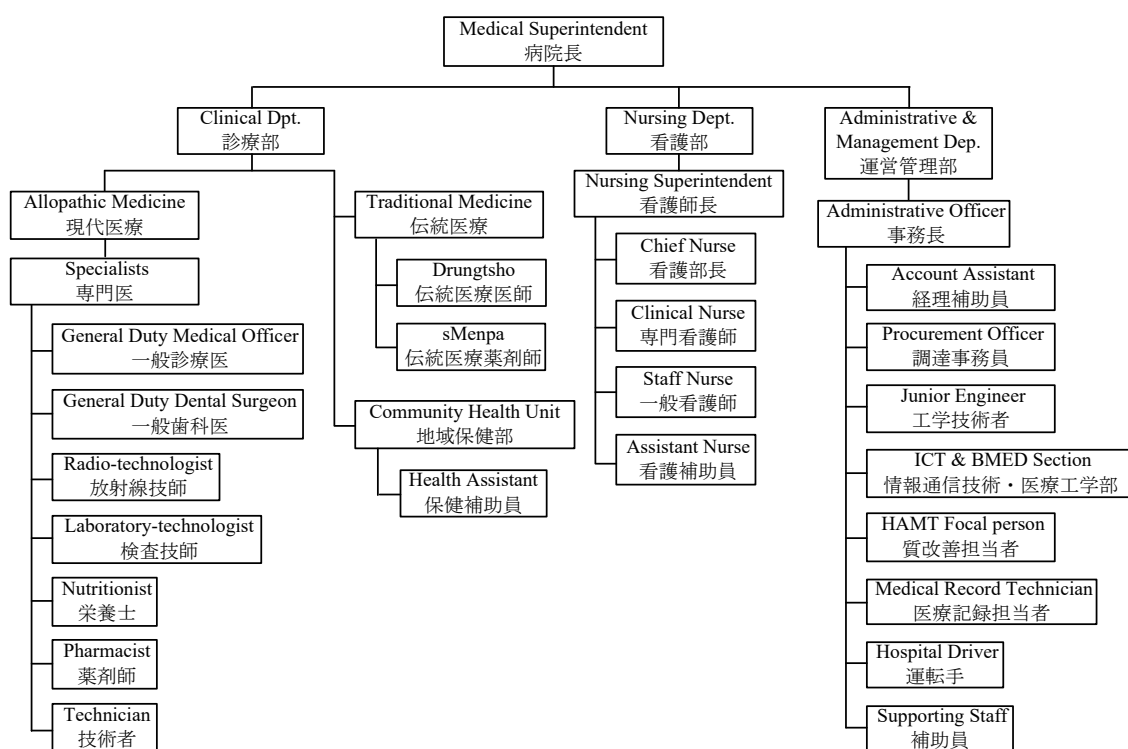 Medical Superintendent
病院長
Clinical Dpt.
診療部
Nursing Dept.
看護部
Administrative &
Management Dep.
運営管理部
Allopathic Medicine
現代医療
Specialists
専門医
General Duty Medical Officer
一般診療医
General Duty Dental Surgeon
一般歯科医
Radio-technologist
放射線技師
Laboratory-technologist
検査技師
Nutritionist
栄養士
Pharmacist
薬剤師
Technician
技術者
Traditional Medicine
伝統医療
Drungtsho
伝統医療医師
sMenpa
伝統医療薬剤師
Community Health Unit
地域保健部
Health Assistant
保健補助員
Nursing Superintendent
看護師長
Chief Nurse
看護部長
Clinical Nurse
専門看護師
Staff Nurse
一般看護師
Assistant Nurse
看護補助員
Administrative Officer
事務長
Account Assistant
経理補助員
Procurement Officer
調達事務員
Junior Engineer
工学技術者
ICT & BMED Section
情報通信技術・医療工学部
HAMT Focal person
質改善担当者
Medical Record Technician
医療記録担当者
Hospital Driver
運転手
Supporting Staff
補助員